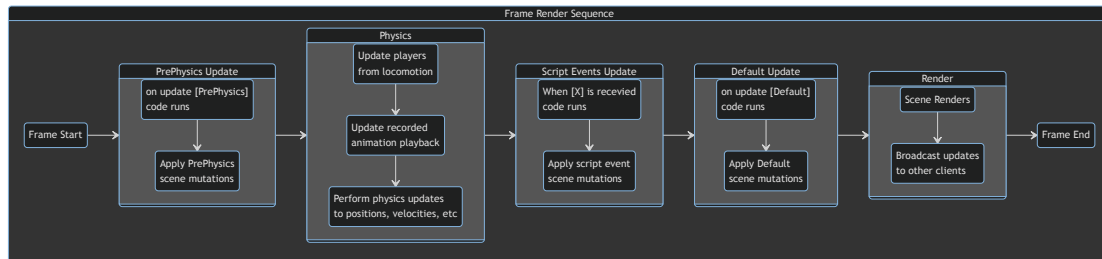 Frame Render Sequence
Frame Start
PrePhysics Update
on update [PrePhysics]
code runs
Apply PrePhysics
scene mutations
Physics
Update players
from locomotion
Update recorded
animation playback
Perform physics updates
to positions, velocities, etc
Script Events Update
When [X] is recevied
code runs
Apply script event
scene mutations
Default Update
on update [Default]
code runs
Apply Default
scene mutations
Render
Scene Renders
Broadcast updates
to other clients
Frame End